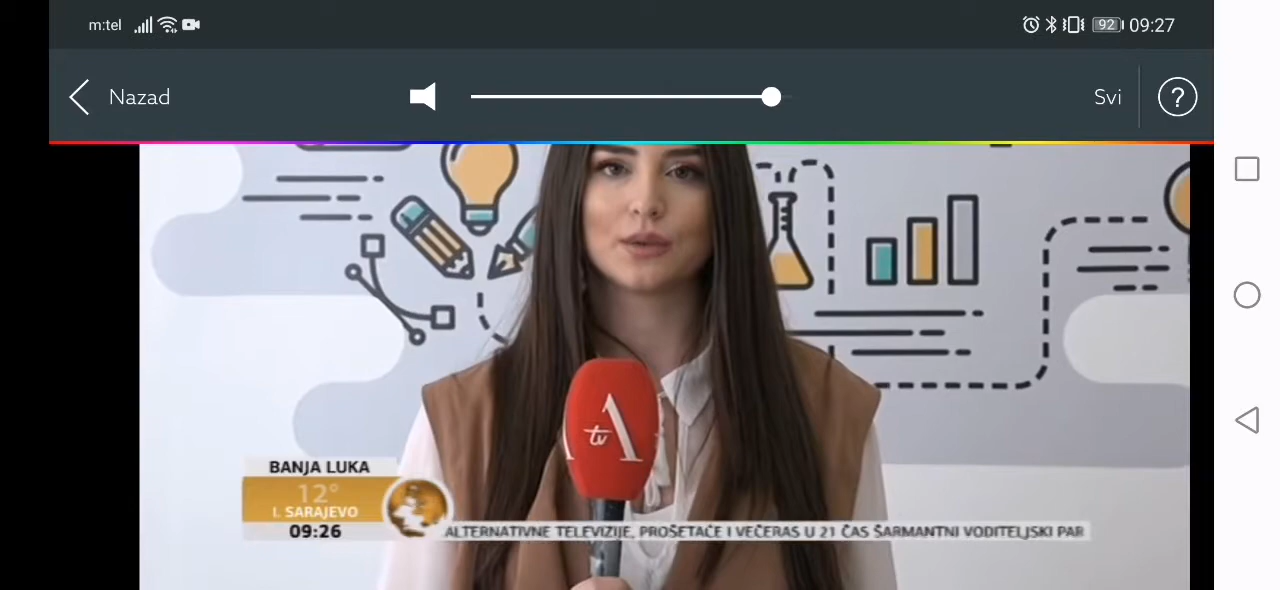 m:tel 92 09:27
Nazad Svi ?
A tv
BANJA LUKA
12°
I. SARAJEVO
09:26
ALTERNATIVNE TELEVIZIJE, PROŠETAĆE I VEČERAS U 21 ČAS ŠARMANTNI VODITELJSKI PAR